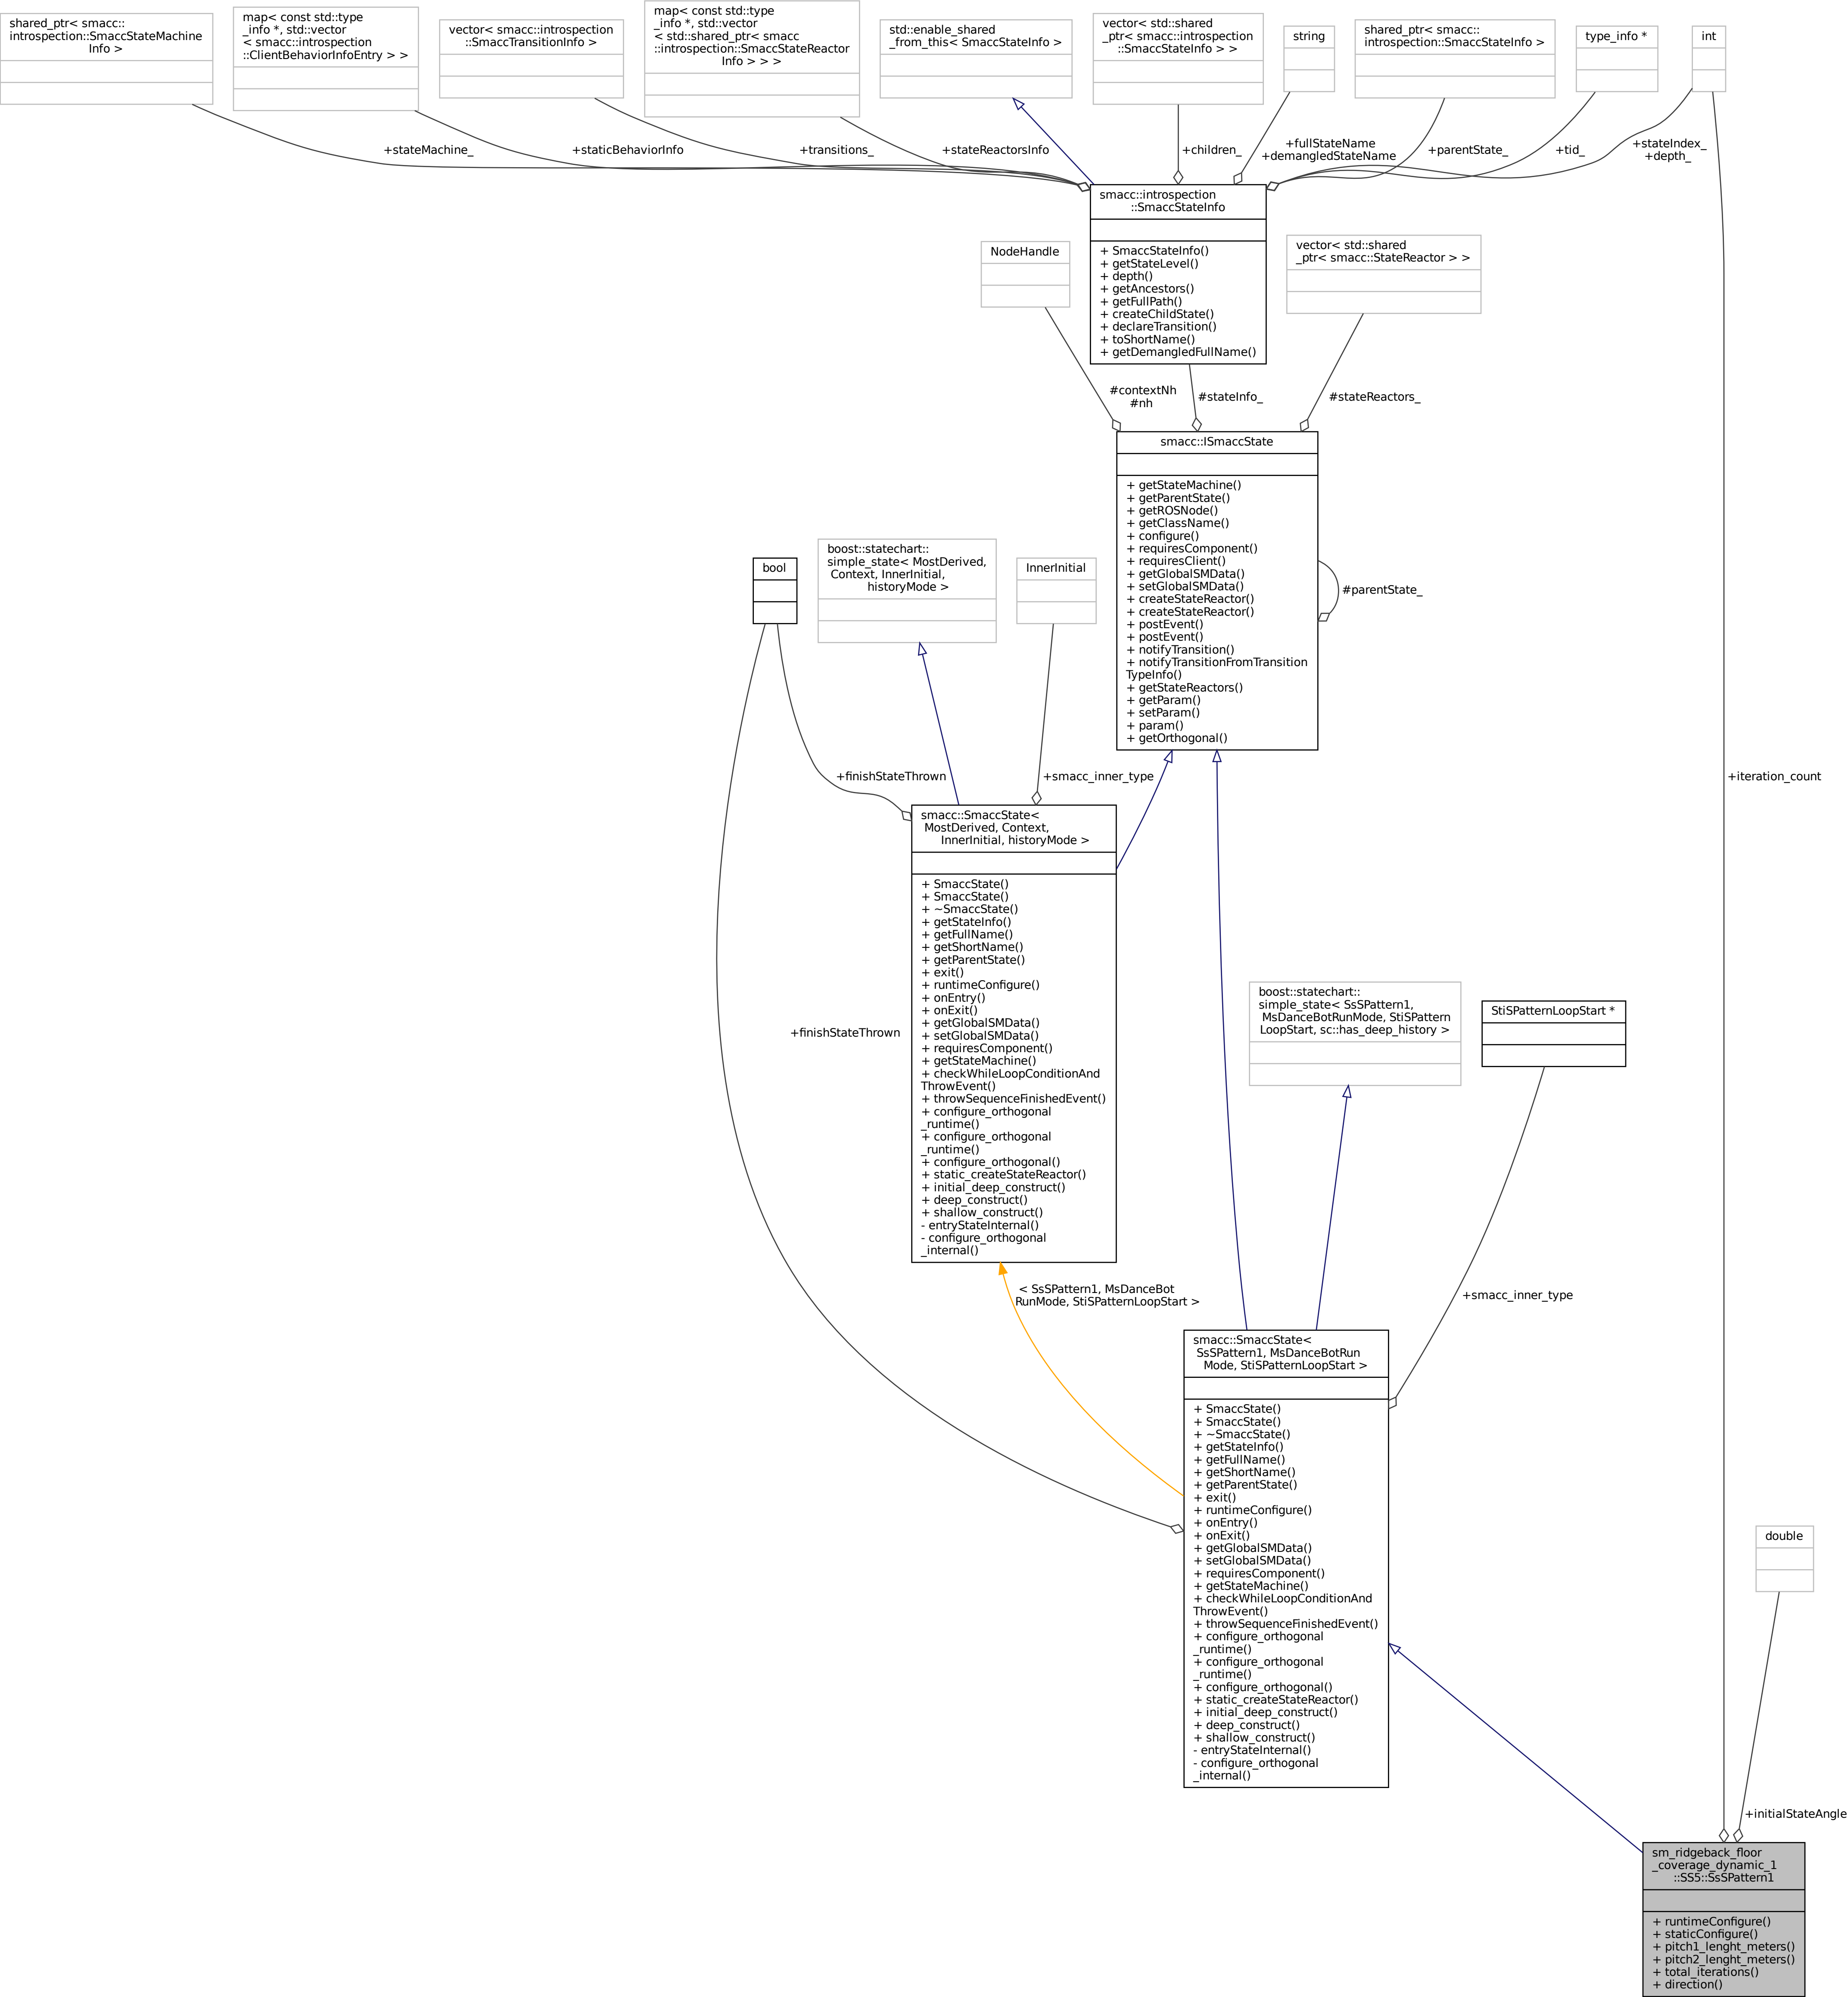 shared_ptr< smacc::
introspection::SmaccStateMachine
Info >
map< const std::type
_info *, std::vector
< smacc::introspection
::ClientBehaviorInfoEntry > >
vector< smacc::introspection
::SmaccTransitionInfo >
map< const std::type
_info *, std::vector
< std::shared_ptr< smacc
::introspection::SmaccStateReactor
Info > > >
std::enable_shared
_from_this< SmaccStateInfo >
vector< std::shared
_ptr< smacc::introspection
::SmaccStateInfo > >
string
shared_ptr< smacc::
introspection::SmaccStateInfo >
type_info *
int
+stateMachine_
+staticBehaviorInfo
+transitions_
+stateReactorsInfo
+children_
+fullStateName
+demangledStateName
+parentState_
+tid_
+stateIndex_
+depth_
smacc::introspection
::SmaccStateInfo
+ SmaccStateInfo()
+ getStateLevel()
+ depth()
+ getAncestors()
+ getFullPath()
+ createChildState()
+ declareTransition()
+ toShortName()
+ getDemangledFullName()
NodeHandle
vector< std::shared
_ptr< smacc::StateReactor > >
#contextNh
#nh
#stateInfo_
#stateReactors_
smacc::ISmaccState
+ getStateMachine()
+ getParentState()
+ getROSNode()
+ getClassName()
+ configure()
+ requiresComponent()
+ requiresClient()
+ getGlobalSMData()
+ setGlobalSMData()
+ createStateReactor()
+ createStateReactor()
+ postEvent()
+ postEvent()
+ notifyTransition()
+ notifyTransitionFromTransition
TypeInfo()
+ getStateReactors()
+ getParam()
+ setParam()
+ param()
+ getOrthogonal()
#parentState_
bool
boost::statechart::
simple_state< MostDerived,
Context, InnerInitial,
historyMode >
InnerInitial
+finishStateThrown
+smacc_inner_type
+iteration_count
smacc::SmaccState<
MostDerived, Context,
InnerInitial, historyMode >
+ SmaccState()
+ SmaccState()
+ ~SmaccState()
+ getStateInfo()
+ getFullName()
+ getShortName()
+ getParentState()
+ exit()
+ runtimeConfigure()
+ onEntry()
+ onExit()
+ getGlobalSMData()
+ setGlobalSMData()
+ requiresComponent()
+ getStateMachine()
+ checkWhileLoopConditionAnd
ThrowEvent()
+ throwSequenceFinishedEvent()
+ configure_orthogonal
_runtime()
+ configure_orthogonal
_runtime()
+ configure_orthogonal()
+ static_createStateReactor()
+ initial_deep_construct()
+ deep_construct()
+ shallow_construct()
- entryStateInternal()
- configure_orthogonal
_internal()
+finishStateThrown
boost::statechart::
simple_state< SsSPattern1,
MsDanceBotRunMode, StiSPattern
LoopStart, sc::has_deep_history >
StiSPatternLoopStart *
< SsSPattern1, MsDanceBot
RunMode, StiSPatternLoopStart >
+smacc_inner_type
smacc::SmaccState<
SsSPattern1, MsDanceBotRun
Mode, StiSPatternLoopStart >
+ SmaccState()
+ SmaccState()
+ ~SmaccState()
+ getStateInfo()
+ getFullName()
+ getShortName()
+ getParentState()
+ exit()
+ runtimeConfigure()
+ onEntry()
+ onExit()
+ getGlobalSMData()
+ setGlobalSMData()
+ requiresComponent()
+ getStateMachine()
+ checkWhileLoopConditionAnd
ThrowEvent()
+ throwSequenceFinishedEvent()
+ configure_orthogonal
_runtime()
+ configure_orthogonal
_runtime()
+ configure_orthogonal()
+ static_createStateReactor()
+ initial_deep_construct()
+ deep_construct()
+ shallow_construct()
- entryStateInternal()
- configure_orthogonal
_internal()
double
+initialStateAngle
sm_ridgeback_floor
_coverage_dynamic_1
::SS5::SsSPattern1
+ runtimeConfigure()
+ staticConfigure()
+ pitch1_lenght_meters()
+ pitch2_lenght_meters()
+ total_iterations()
+ direction()